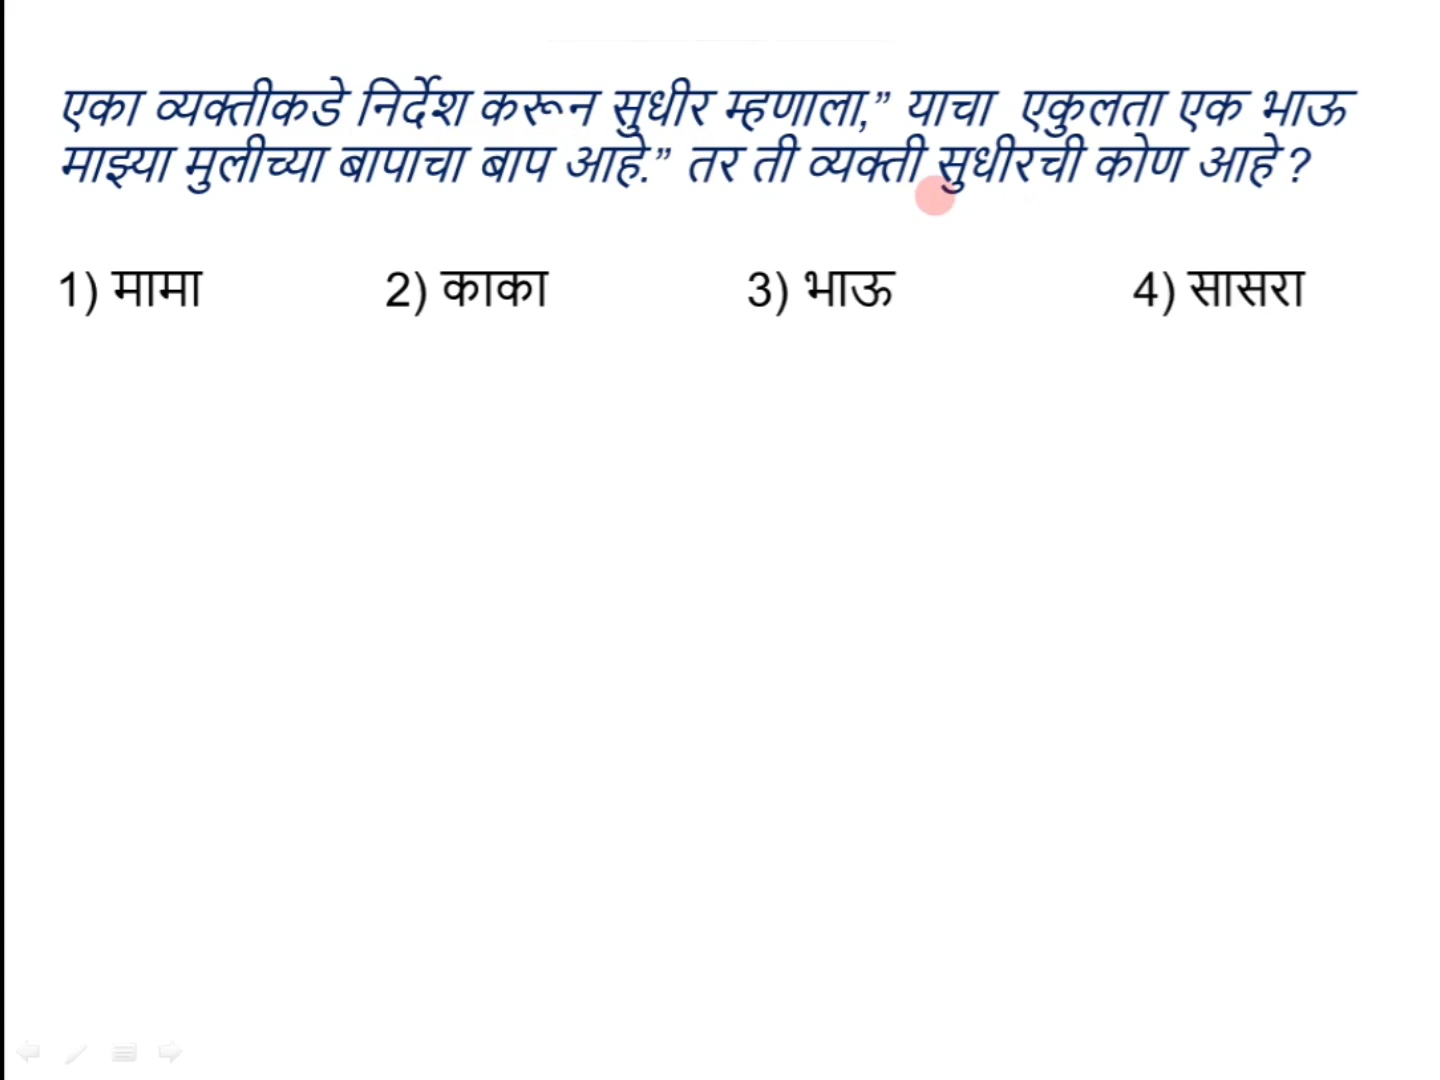 एका व्यक्तीकडे निर्देश करून सुधीर म्हणाला,” याचा एकुलता एक भाऊ
माझ्या मुलीच्या बापाचा बाप आहे.” तर ती व्यक्ती सुधीरची कोण आहे ?
1) मामा 2) काका 3) भाऊ 4) सासरा